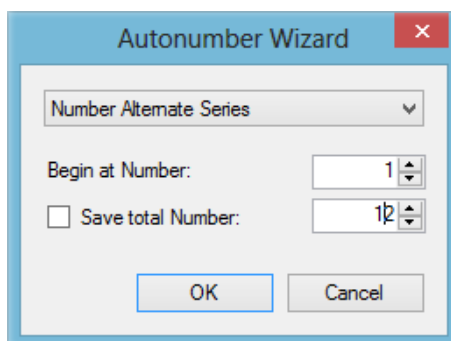 Autonumber Wizard
Number Alternate Series
Begin at Number: 1
Save total Number: 12
OK Cancel